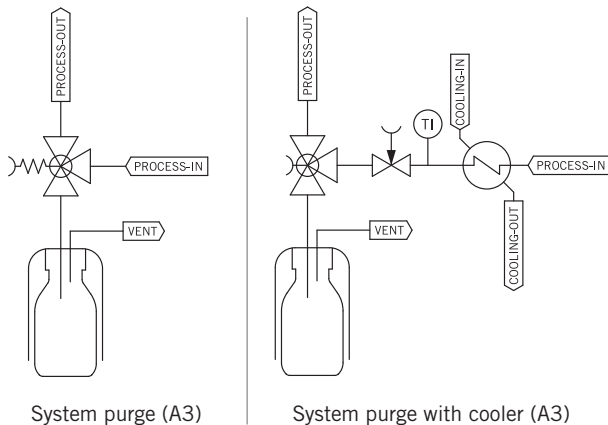 PROCESS-OUT
PROCESS-IN
VENT
System purge (A3)
PROCESS-OUT
COOLING-IN
TI
PROCESS-IN
COOLING-OUT
VENT
System purge with cooler (A3)